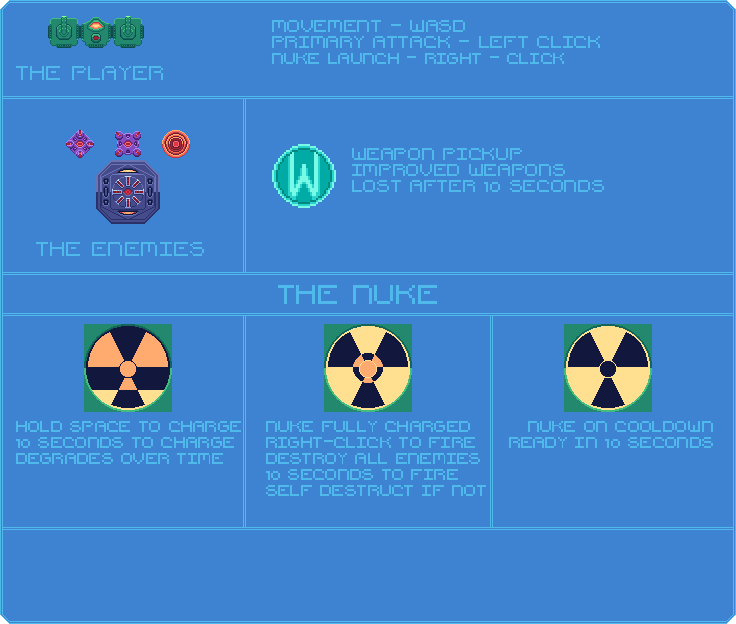 THE PLAYER
MOVEMENT - WASD
PRIMARY ATTACK - LEFT CLICK
NUKE LAUNCH - RIGHT - CLICK
THE ENEMIES
W
WEAPON PICKUP
IMPROVED WEAPONS
LOST AFTER 10 SECONDS
THE NUKE
HOLD SPACE TO CHARGE
10 SECONDS TO CHARGE
DEGRADES OVER TIME
NUKE FULLY CHARGED
RIGHT-CLICK TO FIRE
DESTROY ALL ENEMIES
10 SECONDS TO FIRE
SELF DESTRUCT IF NOT
NUKE ON COOLDOWN
READY IN 10 SECONDS